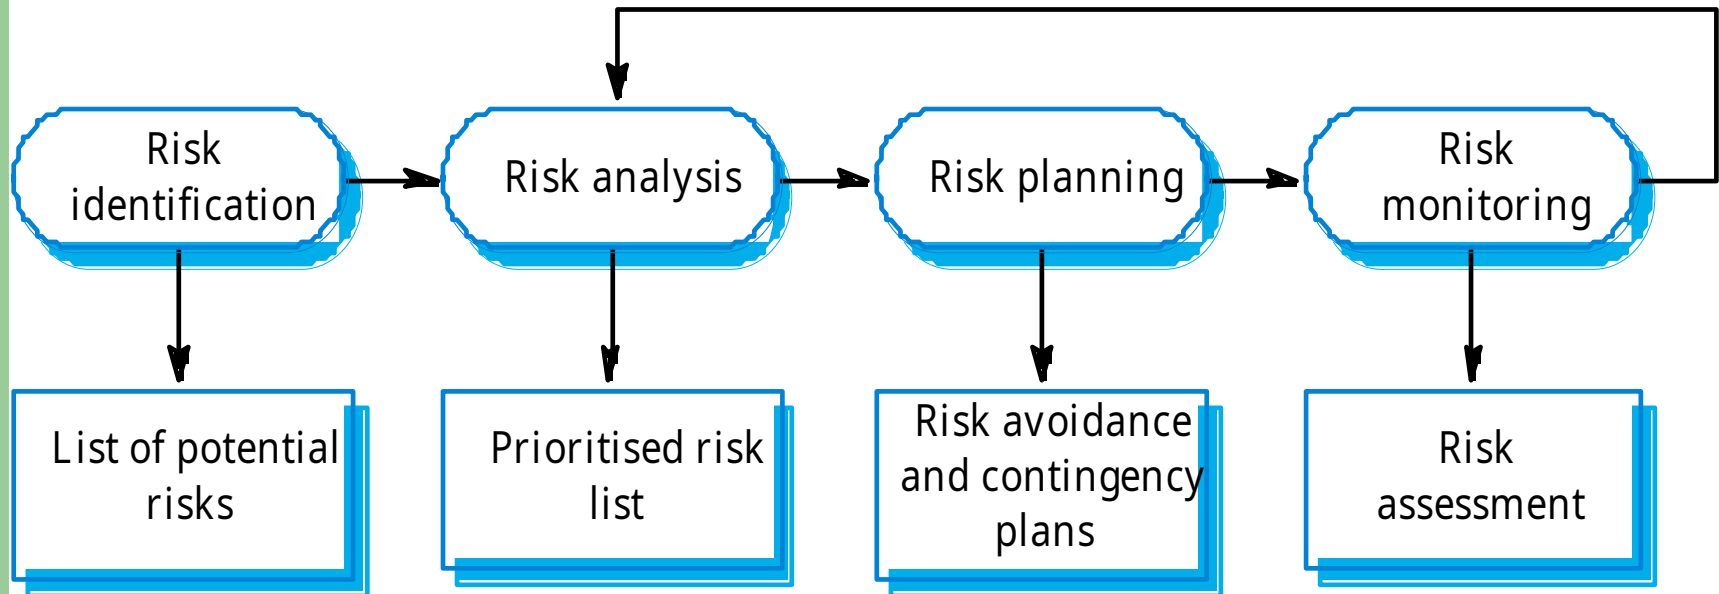 Risk
identification
Risk analysis
Risk planning
Risk
monitoring
List of potential
risks
Prioritised risk
list
Risk avoidance
and contingency
plans
Risk
assessment